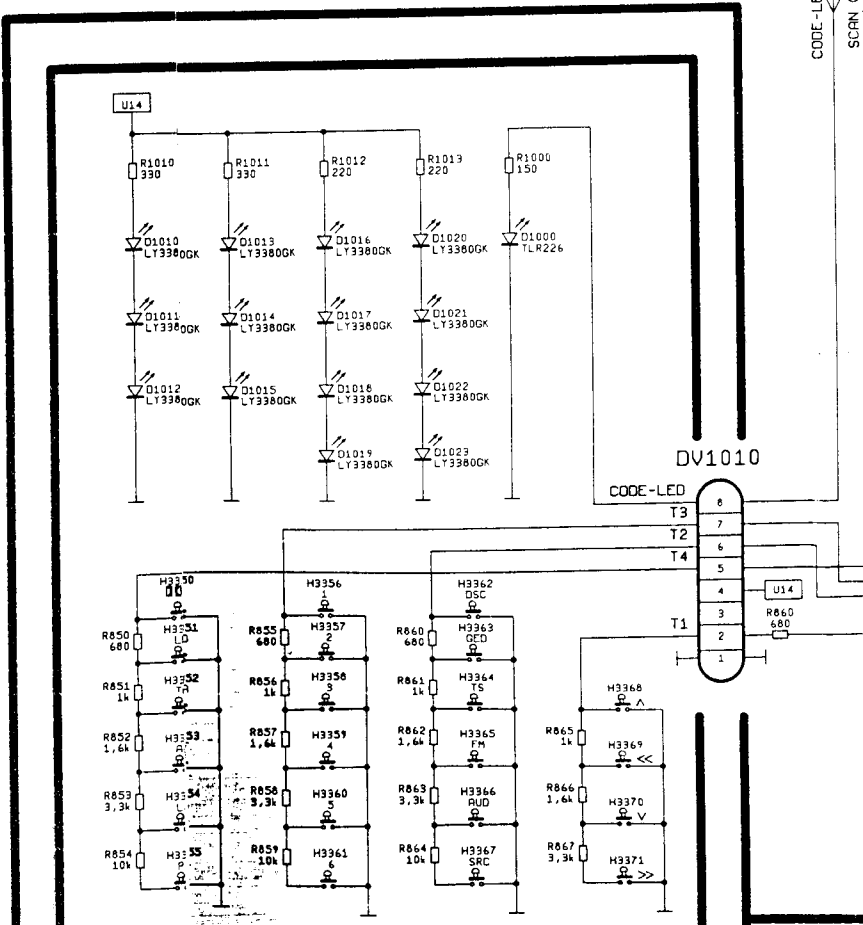 CODE-LE
SCAN
U14
R1010
330
R1011
330
R1012
220
R1013
220
R1000
150
D1010
LY3380GK
D1013
LY3380GK
D1016
LY3380GK
D1020
LY3380GK
D1000
TLR226
D1011
LY3380GK
D1014
LY3380GK
D1017
LY3380GK
D1021
LY3380GK
D1012
LY3380GK
D1015
LY3380GK
D1018
LY3380GK
D1022
LY3380GK
D1019
LY3380GK
D1023
LY3380GK
DV1010
CODE-LED
T3
T2
T4
T1
8
7
6
5
4
3
2
1
U14
R860
680
H3350
H3351
LO
H3352
TA
H3353
A
H3354
L
H3355
P
R850
680
R851
1k
R852
1,6k
R853
3,3k
R854
10k
H3356
1
H3357
2
H3358
3
H3359
4
H3360
5
H3361
6
R855
680
R856
1k
R857
1,6k
R858
3,3k
R859
10k
H3362
DSC
H3363
GEO
H3364
TS
H3365
FM
H3366
AUD
H3367
SRC
R860
680
R861
1k
R862
1,6k
R863
3,3k
R864
10k
H3368
^
H3369
<<
H3370
v
H3371
>>
R865
1k
R866
1,6k
R867
3,3k